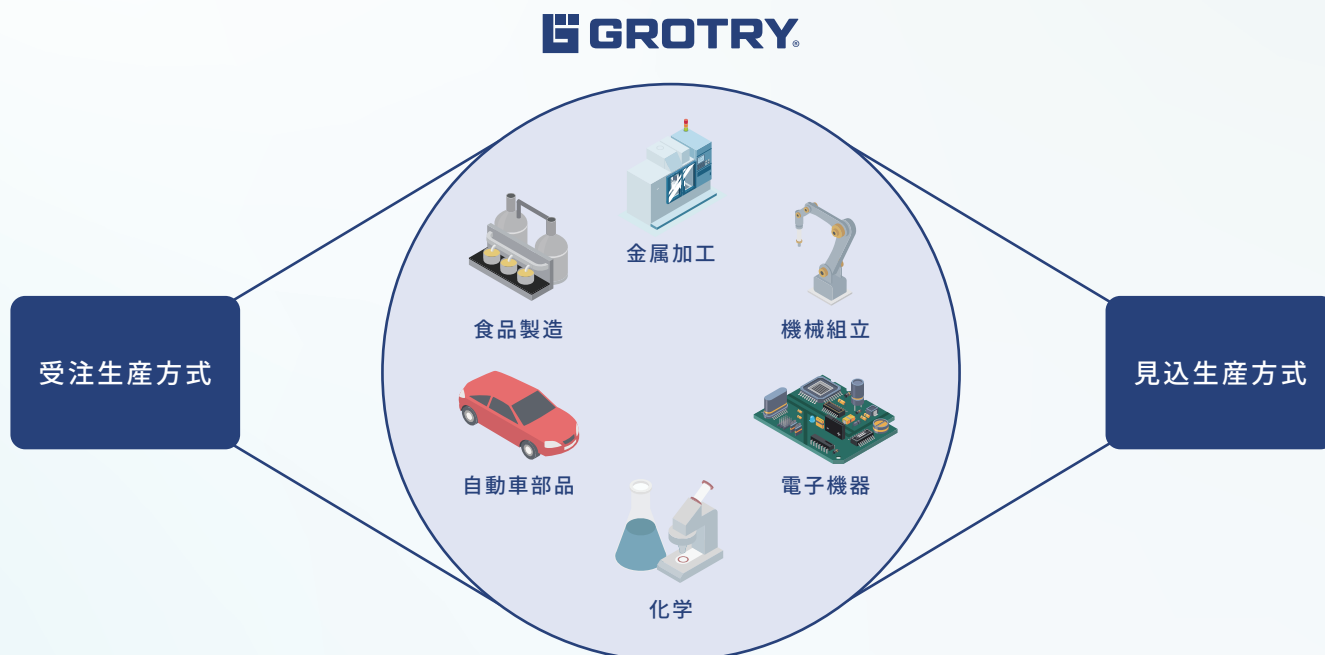 GROTRY®
金属加工
食品製造
機械組立
受注生産方式
見込生産方式
自動車部品
電子機器
化学